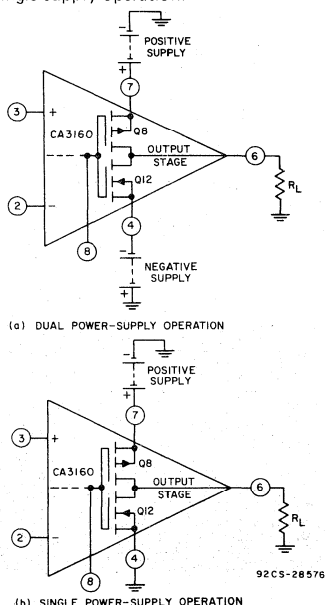 single supply operation.
POSITIVE
SUPPLY
7
3
+
CA3160
Q8
OUTPUT
STAGE
6
RL
Q12
2
-
4
8
NEGATIVE
SUPPLY
+
(a) DUAL POWER-SUPPLY OPERATION
-
POSITIVE
SUPPLY
+
7
3
+
CA3160
Q8
OUTPUT
STAGE
6
RL
Q12
2
-
4
8
92CS-28576
(b) SINGLE POWER-SUPPLY OPERATION